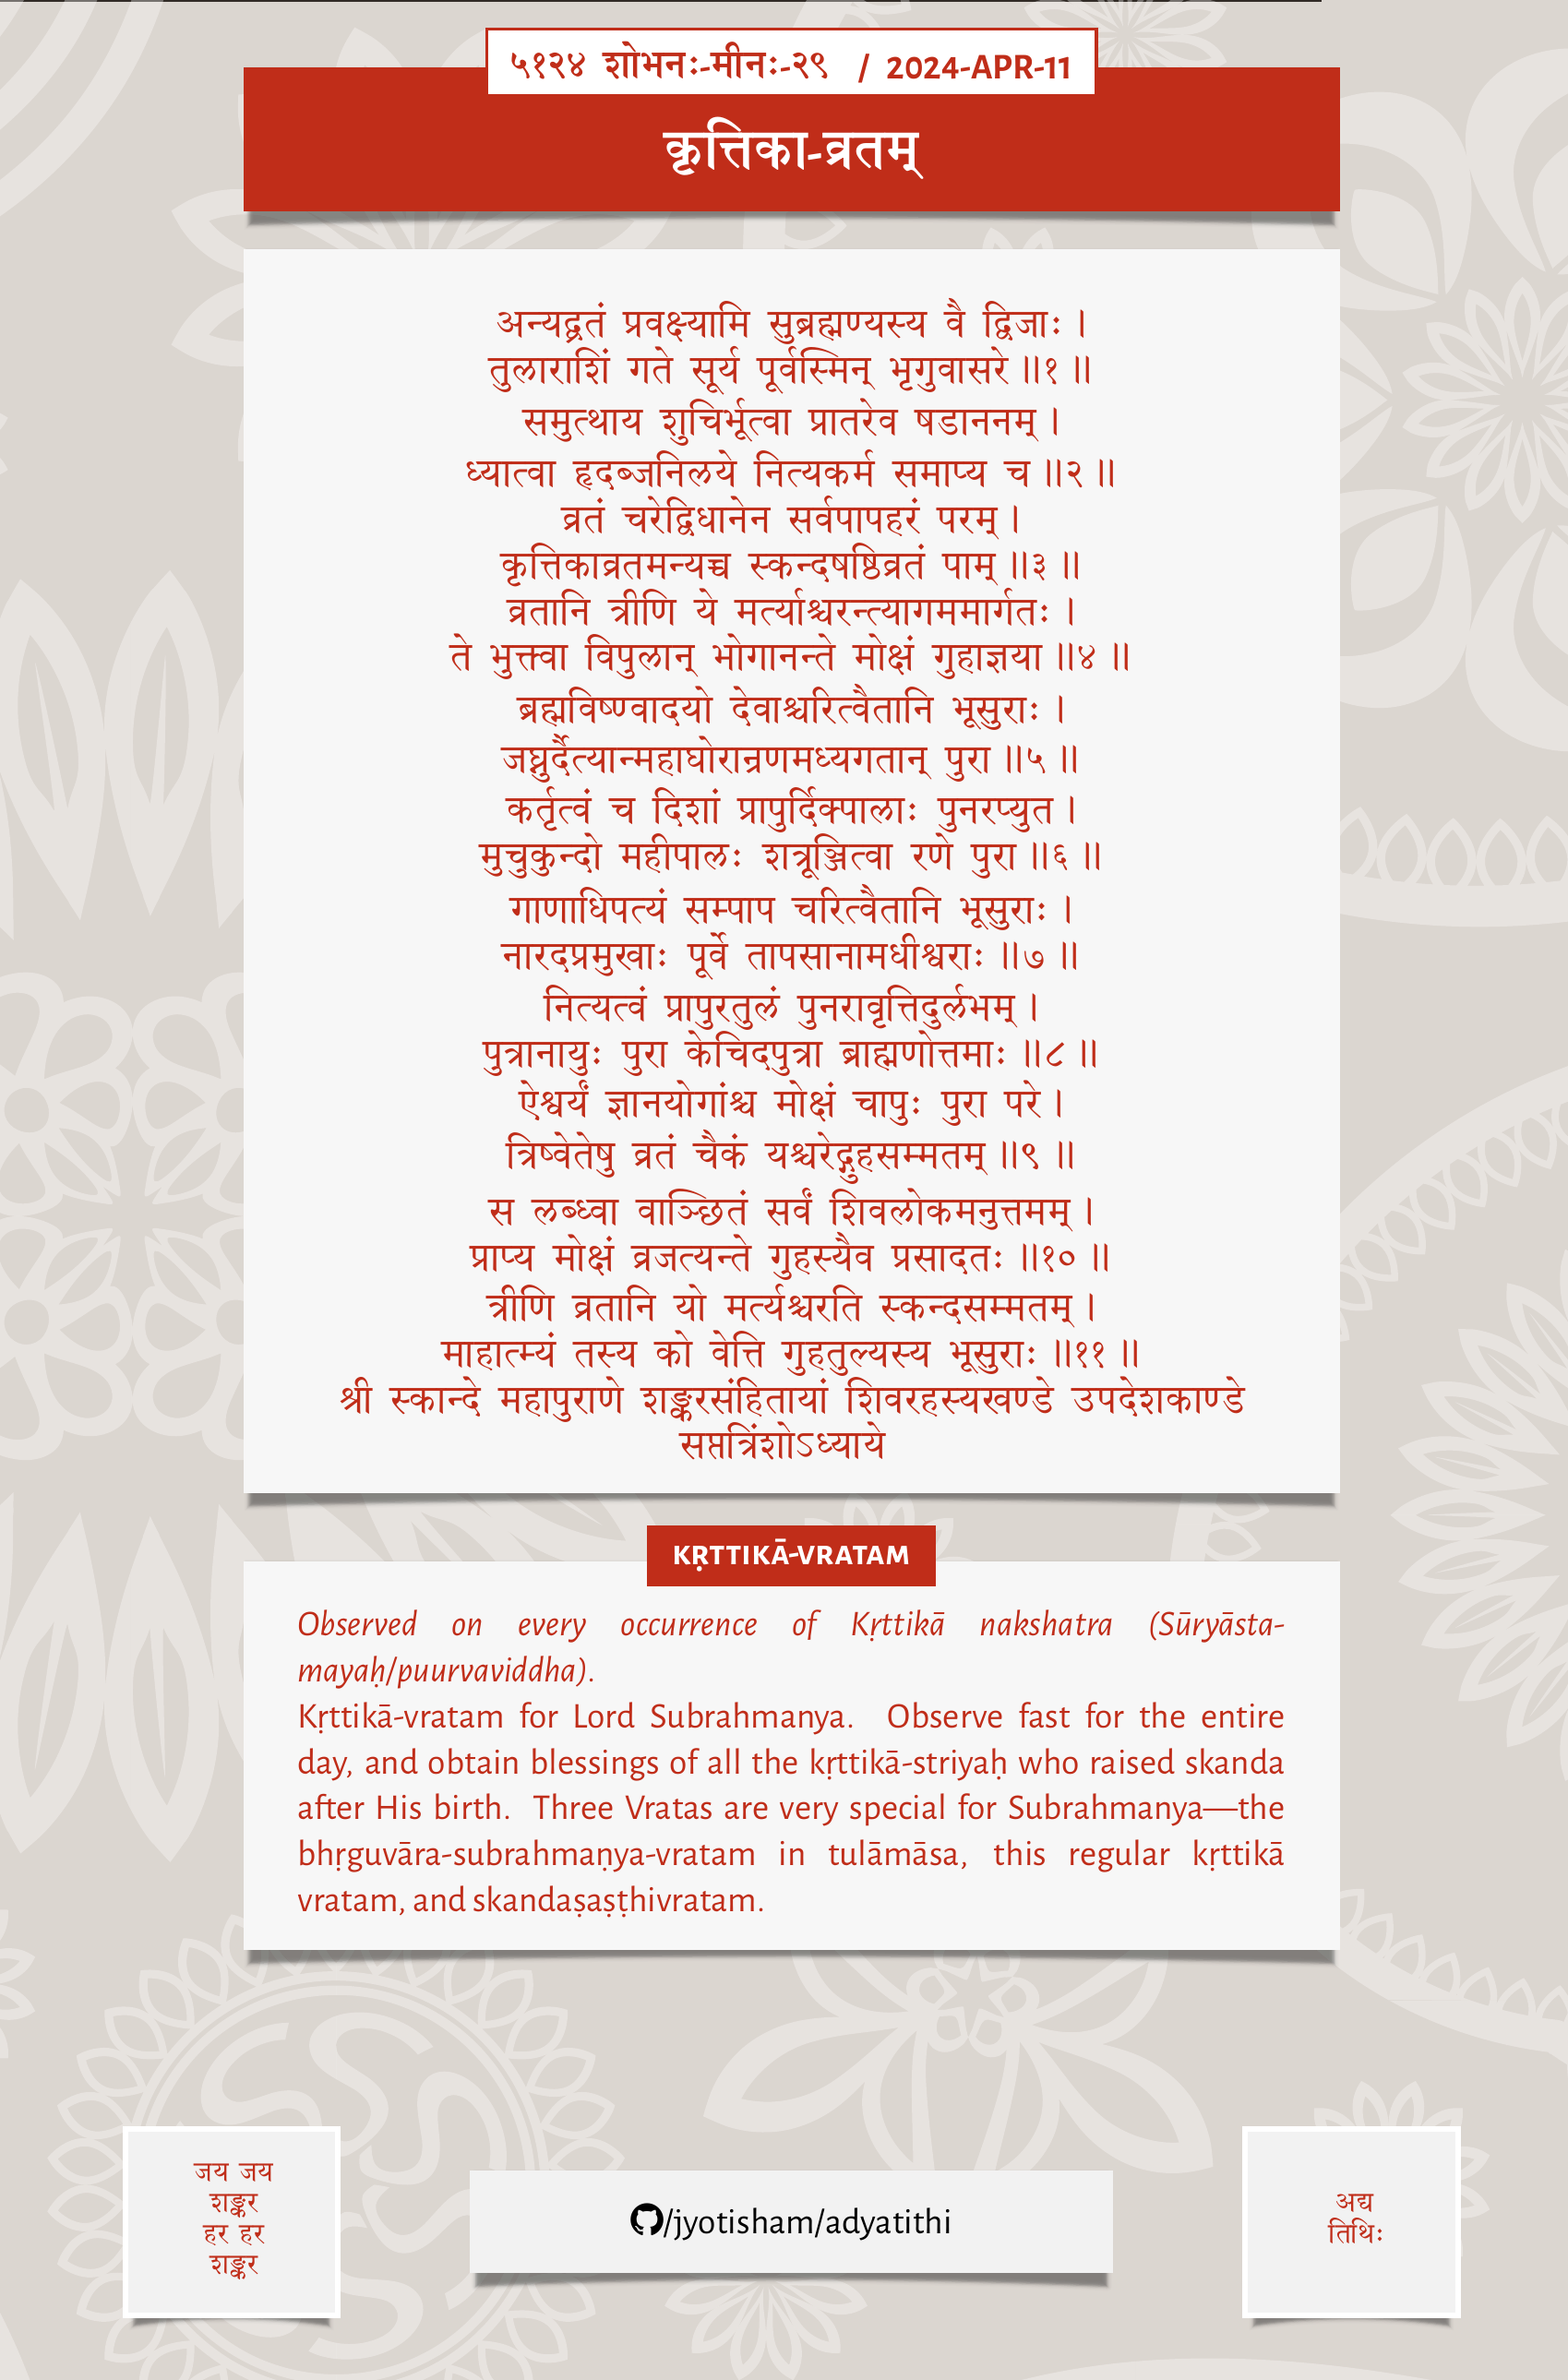 ५१२४ शोभनः-मीनः-२९ / 2024-APR-11
कृत्तिका-व्रतम्
अन्यद्व्रतं प्रवक्ष्यामि सुब्रह्मण्यस्य वै द्विजाः।
तुलाराशिं गते सूर्य पूर्वस्मिन् भृगुवासरे॥१॥
समुत्थाय शुचिर्भूत्वा प्रातरेव षडाननम्।
ध्यात्वा हृदब्जनिलये नित्यकर्म समाप्य च॥२॥
व्रतं चरेद्विधानेन सर्वपापहरं परम्।
कृत्तिकाव्रतमन्यच्च स्कन्दषष्ठिव्रतं पाम्॥३॥
व्रतानि त्रीणि ये मर्त्याश्चरन्त्यागममार्गतः।
ते भुक्त्वा विपुलान् भोगानन्ते मोक्षं गुहाज्ञया॥४॥
ब्रह्मविष्ण्वादयो देवाश्चरित्वैतानि भूसुराः।
जघ्नुर्दैत्यान्महाघोरान्रणमध्यगतान् पुरा॥५॥
कर्तृत्वं च दिशां प्रापुर्दिक्पालाः पुनरप्युत।
मुचुकुन्दो महीपालः शत्रूञ्जित्वा रणे पुरा॥६॥
गाणाधिपत्यं सम्पाप चरित्वैतानि भूसुराः।
नारदप्रमुखाः पूर्वे तापसानामधीश्वराः॥७॥
नित्यत्वं प्रापुरतुलं पुनरावृत्तिदुर्लभम्।
पुत्रानायुः पुरा केचिदपुत्रा ब्राह्मणोत्तमाः॥८॥
ऐश्वर्यं ज्ञानयोगांश्च मोक्षं चापुः पुरा परे।
त्रिष्वेतेषु व्रतं चैकं यश्चरेद्गुहसम्मतम्॥९॥
स लब्ध्वा वाञ्छितं सर्वं शिवलोकमनुत्तमम्।
प्राप्य मोक्षं व्रजत्यन्ते गुहस्यैव प्रसादतः॥१०॥
त्रीणि व्रतानि यो मर्त्यश्चरति स्कन्दसम्मतम्।
माहात्म्यं तस्य को वेत्ति गुहतुल्यस्य भूसुराः॥११॥
श्री स्कान्दे महापुराणे शङ्करसंहितायां शिवरहस्यखण्डे उपदेशकाण्डे
सप्तत्रिंशोऽध्याये
KṚTTIKĀ-VRATAM
Observed on every occurrence of Kṛttikā nakshatra (Sūryāsta-
mayaḥ/puurvaviddha).
Kṛttikā-vratam for Lord Subrahmanya. Observe fast for the entire
day, and obtain blessings of all the kṛttikā-striyaḥ who raised skanda
after His birth. Three Vratas are very special for Subrahmanya—the
bhṛguvāra-subrahmaṇya-vratam in tulāmāsa, this regular kṛttikā
vratam, and skandaṣaṣṭhivratam.
जय जय
शङ्कर
हर हर
शङ्कर
/jyotisham/adyatithi
अद्य
तिथिः